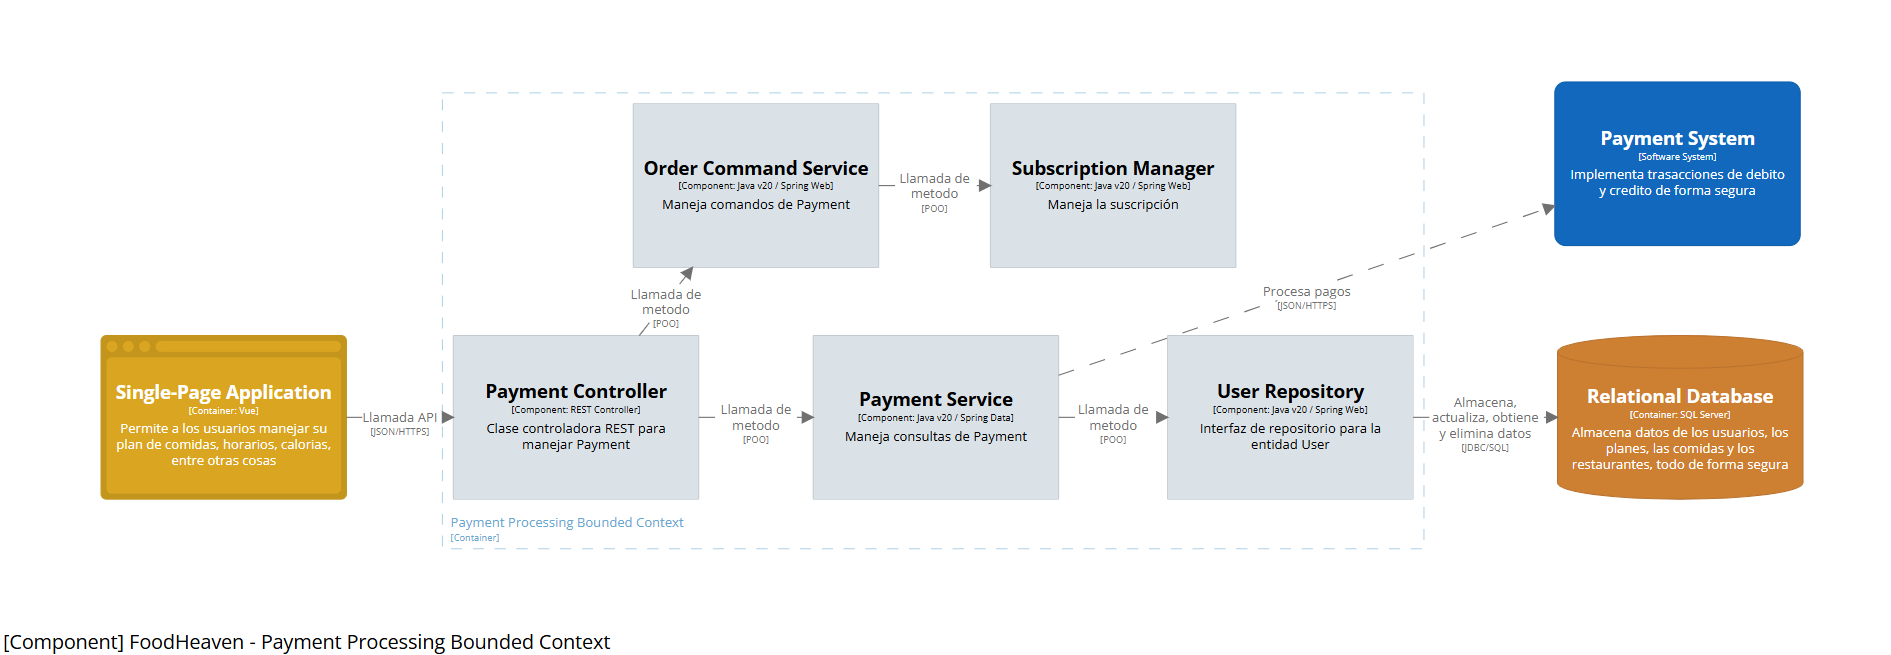 Order Command Service
[Component: Java v20 / Spring Web]
Maneja comandos de Payment
Llamada de
metodo
[POO]
Subscription Manager
[Component: Java v20 / Spring Web]
Maneja la suscripción
Payment System
[Software System]
Implementa trasacciones de debito
y credito de forma segura
Llamada de
metodo
[POO]
Procesa pagos
[JSON/HTTPS]
Single-Page Application
[Container: Vue]
Permite a los usuarios manejar su
plan de comidas, horarios, calorias,
entre otras cosas
Llamada API
[JSON/HTTPS]
Payment Controller
[Component: REST Controller]
Clase controladora REST para
manejar Payment
Llamada de
metodo
[POO]
Payment Service
[Component: Java v20 / Spring Data]
Maneja consultas de Payment
Llamada de
metodo
[POO]
User Repository
[Component: Java v20 / Spring Web]
Interfaz de repositorio para la
entidad User
Almacena,
actualiza, obtiene
y elimina datos
[JDBC/SQL]
Relational Database
[Container: SQL Server]
Almacena datos de los usuarios, los
planes, las comidas y los
restaurantes, todo de forma segura
Payment Processing Bounded Context
[Container]
[Component] FoodHeaven - Payment Processing Bounded Context